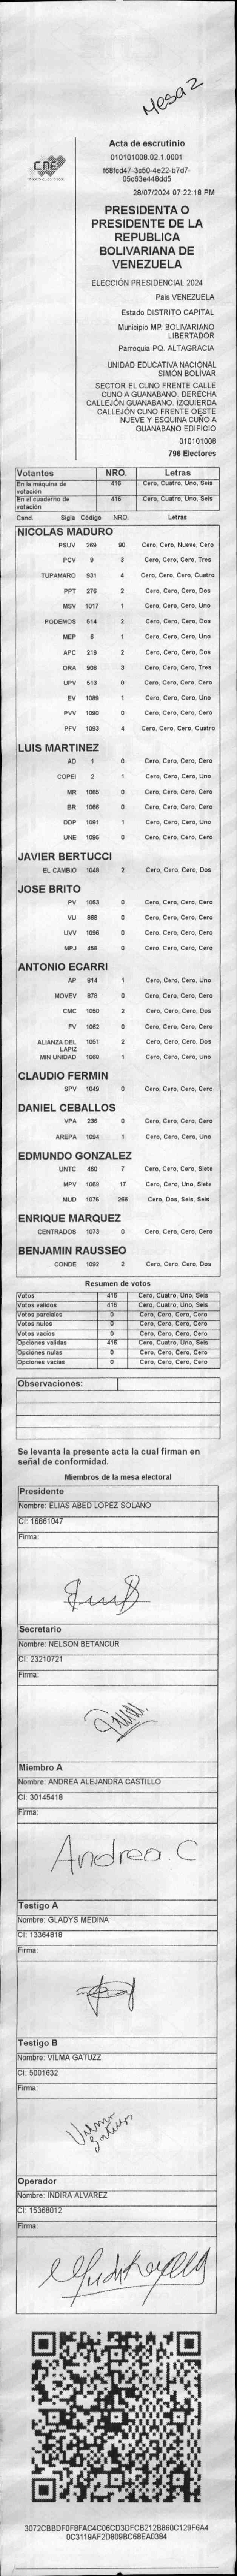 Mesa 2
CNE
Acta de escrutinio
010101008.02.1.0001
f68fcd47-3c50-4e22-b7d7-
05c63e448dd5
28/07/2024 07:22:18 PM
PRESIDENTA O
PRESIDENTE DE LA
REPUBLICA
BOLIVARIANA DE
VENEZUELA
ELECCIÓN PRESIDENCIAL 2024
Pais VENEZUELA
Estado DISTRITO CAPITAL
Municipio MP. BOLIVARIANO
LIBERTADOR
Parroquia PQ. ALTAGRACIA
UNIDAD EDUCATIVA NACIONAL
SIMÓN BOLÍVAR
SECTOR EL CUNO FRENTE CALLE
CUNO A GUANABANO. DERECHA
CALLEJÓN GUANABANO. IZQUIERDA
CALLEJÓN CUNO FRENTE OESTE
NUEVE Y ESQUINA CUÑO A
GUANABANO EDIFICIO
010101008
796 Electores
Votantes NRO. Letras
En la máquina de votación 416 Cero, Cuatro, Uno, Seis
En el cuaderno de votación 416 Cero, Cuatro, Uno, Seis
Cand. Sigla Código NRO. Letras
NICOLAS MADURO
PSUV 269 90 Cero, Cero, Nueve, Cero
PCV 9 3 Cero, Cero, Cero, Tres
TUPAMARO 931 4 Cero, Cero, Cero, Cuatro
PPT 276 2 Cero, Cero, Cero, Dos
MSV 1017 1 Cero, Cero, Cero, Uno
PODEMOS 514 2 Cero, Cero, Cero, Dos
MEP 6 1 Cero, Cero, Cero, Uno
APC 219 2 Cero, Cero, Cero, Dos
ORA 906 3 Cero, Cero, Cero, Tres
UPV 513 0 Cero, Cero, Cero, Cero
EV 1089 1 Cero, Cero, Cero, Uno
PVV 1090 0 Cero, Cero, Cero, Cero
PFV 1093 4 Cero, Cero, Cero, Cuatro
LUIS MARTINEZ
AD 1 0 Cero, Cero, Cero, Cero
COPEI 2 1 Cero, Cero, Cero, Uno
MR 1065 0 Cero, Cero, Cero, Cero
BR 1066 0 Cero, Cero, Cero, Cero
DDP 1091 1 Cero, Cero, Cero, Uno
UNE 1095 0 Cero, Cero, Cero, Cero
JAVIER BERTUCCI
EL CAMBIO 1048 2 Cero, Cero, Cero, Dos
JOSE BRITO
PV 1053 0 Cero, Cero, Cero, Cero
VU 868 0 Cero, Cero, Cero, Cero
UVV 1096 0 Cero, Cero, Cero, Cero
MPJ 456 0 Cero, Cero, Cero, Cero
ANTONIO ECARRI
AP 614 1 Cero, Cero, Cero, Uno
MOVEV 678 0 Cero, Cero, Cero, Cero
CMC 1050 2 Cero, Cero, Cero, Dos
FV 1062 0 Cero, Cero, Cero, Cero
ALIANZA DEL LAPIZ 1051 2 Cero, Cero, Cero, Dos
MIN UNIDAD 1068 1 Cero, Cero, Cero, Uno
CLAUDIO FERMIN
SPV 1049 0 Cero, Cero, Cero, Cero
DANIEL CEBALLOS
VPA 236 0 Cero, Cero, Cero, Cero
AREPA 1094 1 Cero, Cero, Cero, Uno
EDMUNDO GONZALEZ
UNTC 460 7 Cero, Cero, Cero, Siete
MPV 1069 17 Cero, Cero, Uno, Siete
MUD 1075 266 Cero, Dos, Seis, Seis
ENRIQUE MARQUEZ
CENTRADOS 1073 0 Cero, Cero, Cero, Cero
BENJAMIN RAUSSEO
CONDE 1092 2 Cero, Cero, Cero, Dos
Resumen de votos
Votos 416 Cero, Cuatro, Uno, Seis
Votos validos 416 Cero, Cuatro, Uno, Seis
Votos parciales 0 Cero, Cero, Cero, Cero
Votos nulos 0 Cero, Cero, Cero, Cero
Votos vacios 0 Cero, Cero, Cero, Cero
Opciones validas 416 Cero, Cuatro, Uno, Seis
Opciones nulas 0 Cero, Cero, Cero, Cero
Opciones vacias 0 Cero, Cero, Cero, Cero
Observaciones:
Se levanta la presente acta la cual firman en
señal de conformidad.
Miembros de la mesa electoral
Presidente
Nombre: ELIAS ABED LOPEZ SOLANO
CI: 16861047
Firma:
Secretario
Nombre: NELSON BETANCUR
CI: 23210721
Firma:
Miembro A
Nombre: ANDREA ALEJANDRA CASTILLO
CI: 30145418
Firma:
Andrea. C
Testigo A
Nombre: GLADYS MEDINA
CI: 13364818
Firma:
Testigo B
Nombre: VILMA GATUZZ
CI: 5001632
Firma:
Vilma
Gatuzz
Operador
Nombre: INDIRA ALVAREZ
CI: 15368012
Firma:
3072CBBDF0F8FAC4C06CD3DFCB212B860C129F6A4
0C3119AF2D809BC68EA0384